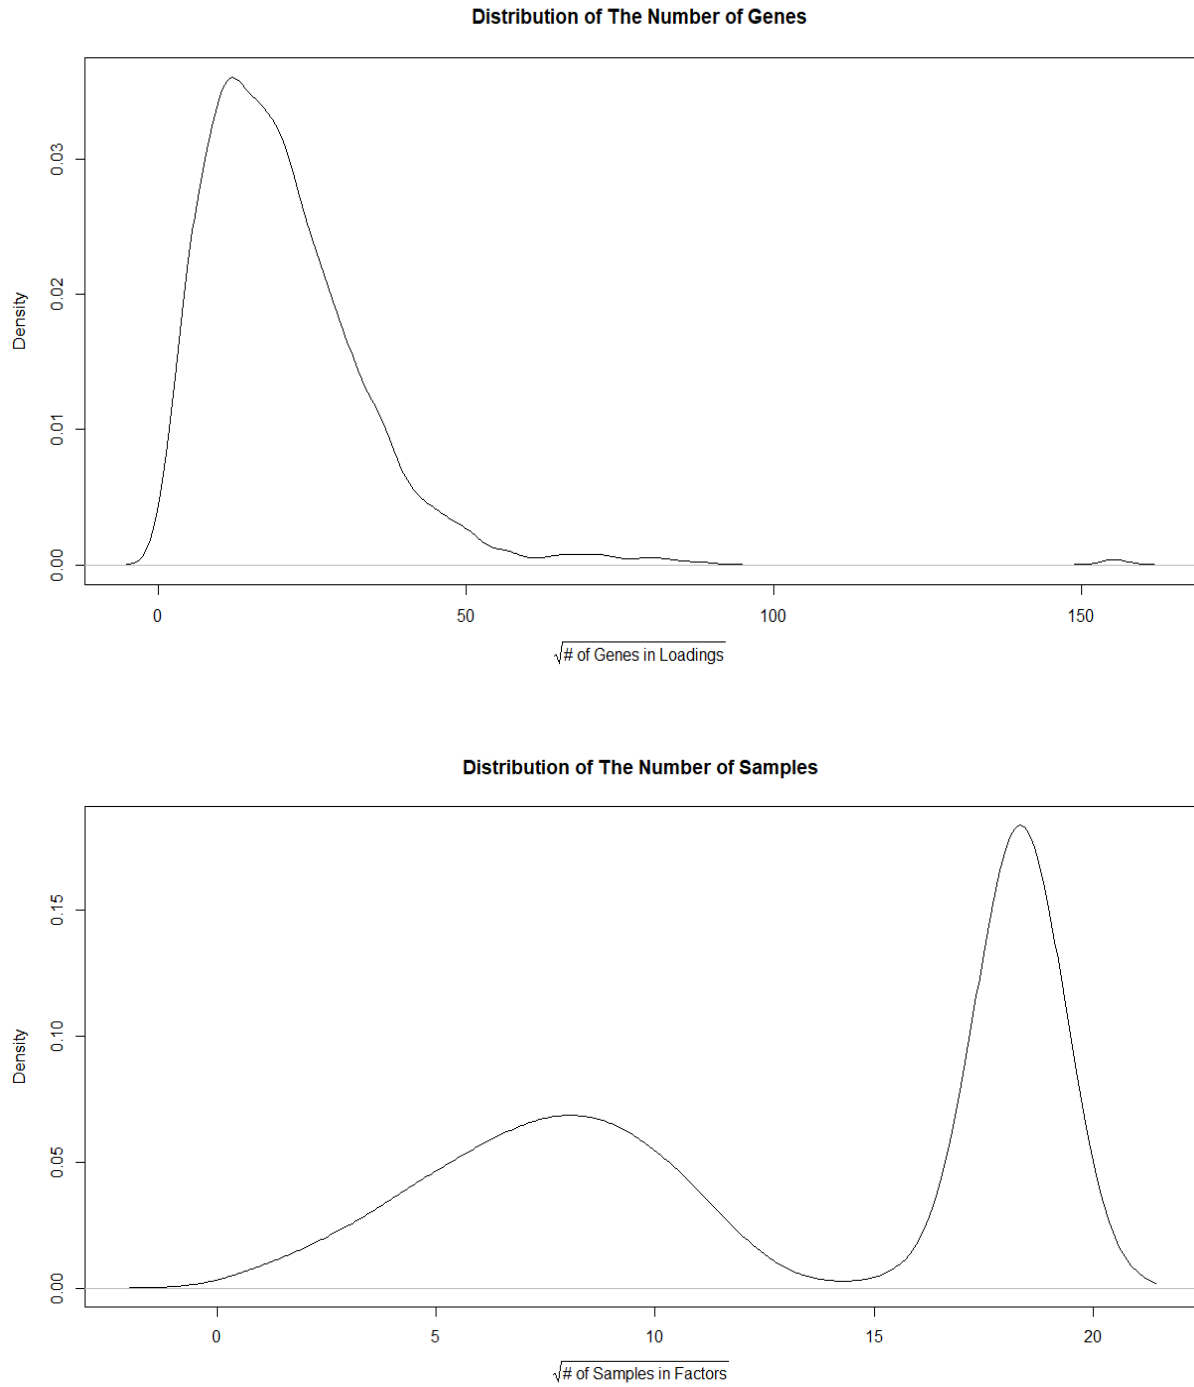 Distribution of The Number of Genes
Density
0.03
0.02
0.01
0.00
0 50 100 150
√# of Genes in Loadings
Distribution of The Number of Samples
Density
0.15
0.10
0.05
0.00
0 5 10 15 20
√# of Samples in Factors